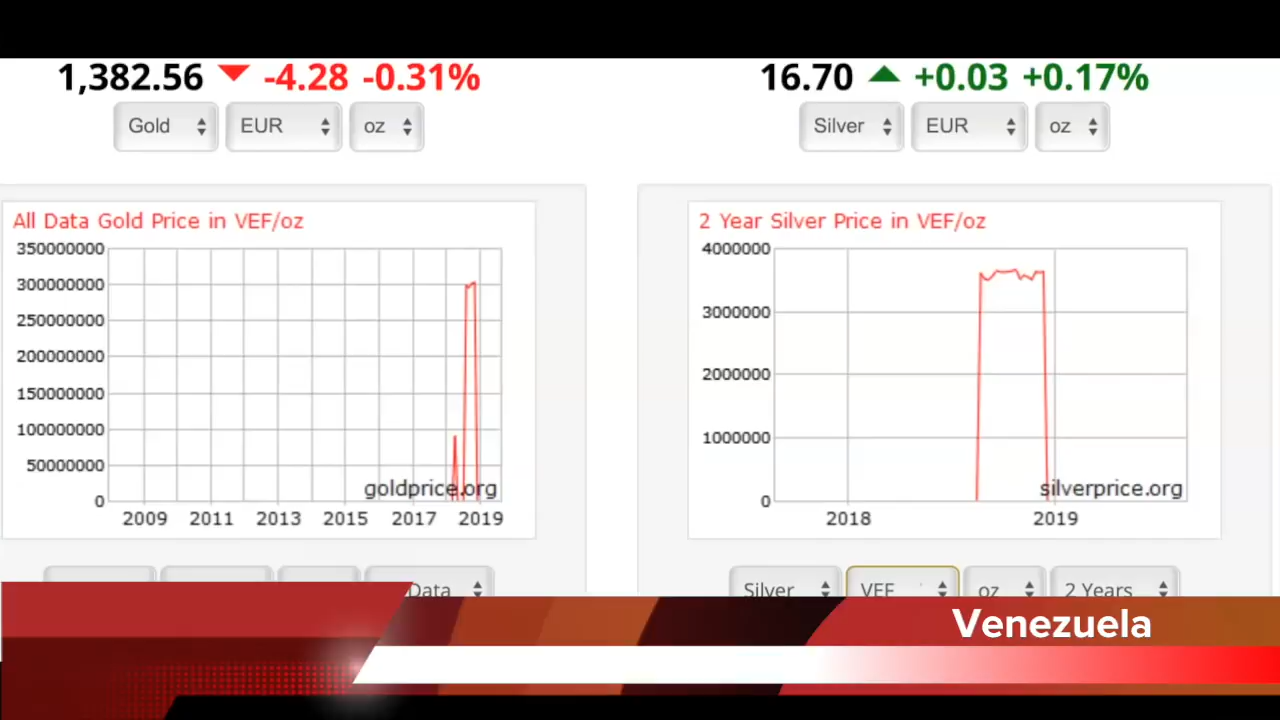 1,382.56 -4.28 -0.31%
Gold EUR oz
All Data Gold Price in VEF/oz
350000000
300000000
250000000
200000000
150000000
100000000
50000000
0
goldprice.org
2009 2011 2013 2015 2017 2019
Data
16.70 +0.03 +0.17%
Silver EUR oz
2 Year Silver Price in VEF/oz
4000000
3000000
2000000
1000000
0
silverprice.org
2018 2019
Silver VEF oz 2 Years
Venezuela